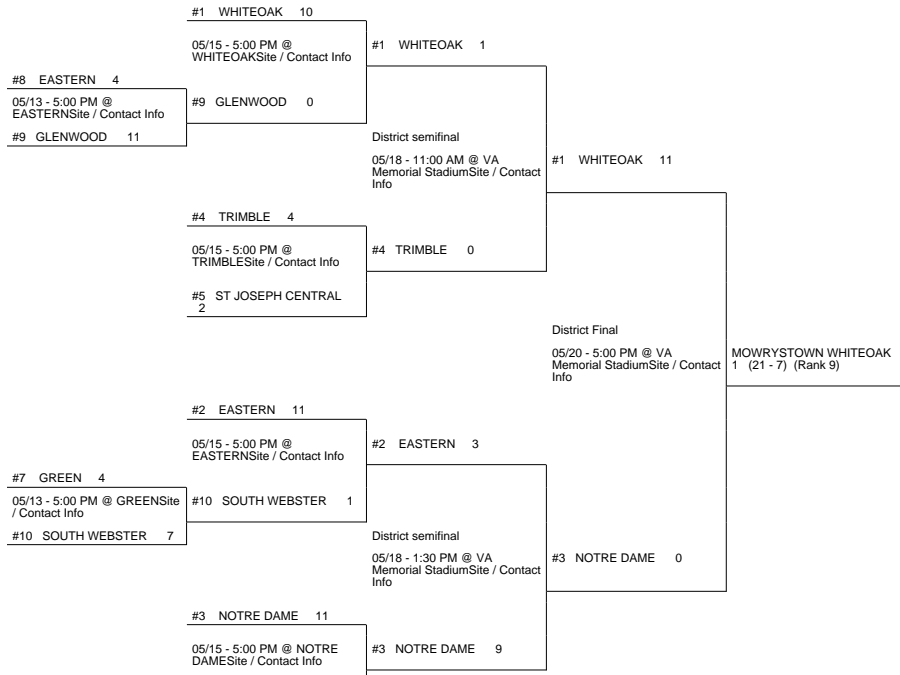 #1 WHITEOAK 10
05/15 - 5:00 PM @
WHITEOAKSite / Contact Info
#1 WHITEOAK 1
#8 EASTERN 4
05/13 - 5:00 PM @
EASTERNSite / Contact Info
#9 GLENWOOD 0
#9 GLENWOOD 11
District semifinal
05/18 - 11:00 AM @ VA
Memorial StadiumSite / Contact
Info
#1 WHITEOAK 11
#4 TRIMBLE 4
05/15 - 5:00 PM @
TRIMBLESite / Contact Info
#4 TRIMBLE 0
#5 ST JOSEPH CENTRAL
2
District Final
05/20 - 5:00 PM @ VA
Memorial StadiumSite / Contact
Info
MOWRYSTOWN WHITEOAK
1 (21 - 7) (Rank 9)
#2 EASTERN 11
05/15 - 5:00 PM @
EASTERNSite / Contact Info
#2 EASTERN 3
#7 GREEN 4
05/13 - 5:00 PM @ GREENSite
/ Contact Info
#10 SOUTH WEBSTER 1
#10 SOUTH WEBSTER 7
District semifinal
05/18 - 1:30 PM @ VA
Memorial StadiumSite / Contact
Info
#3 NOTRE DAME 0
#3 NOTRE DAME 11
05/15 - 5:00 PM @ NOTRE
DAMESite / Contact Info
#3 NOTRE DAME 9